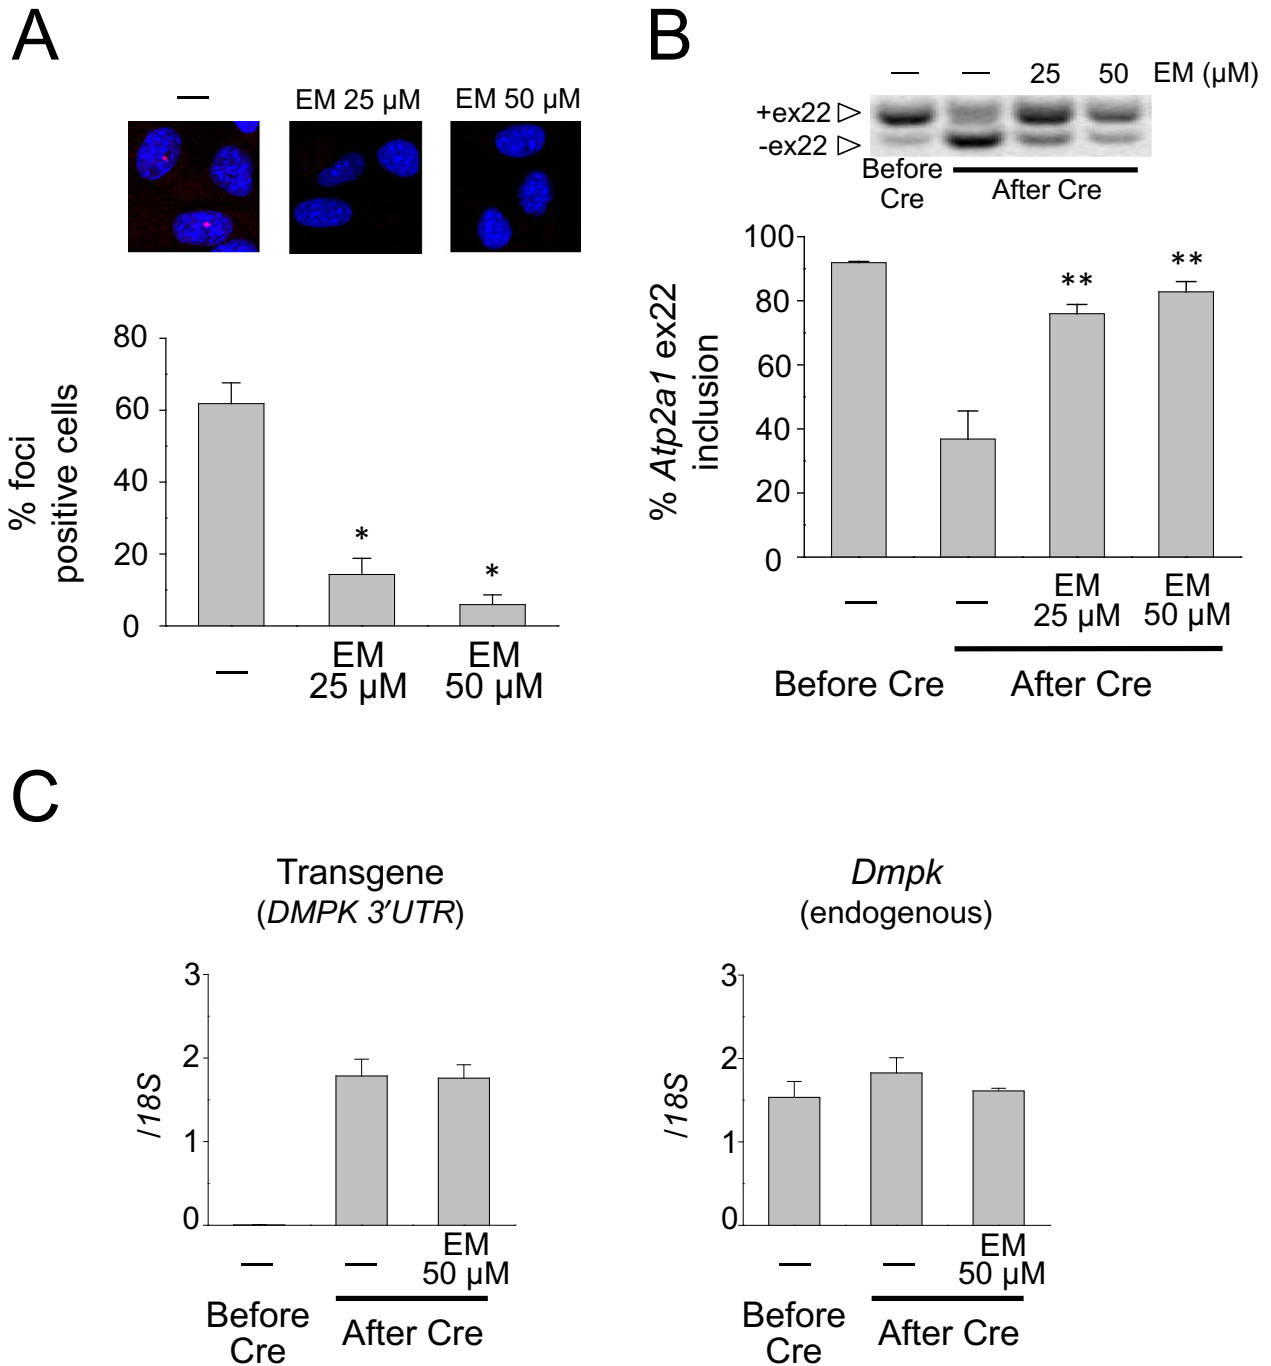 A
— EM 25 µM EM 50 µM
80
60
40
20
0
% foci
positive cells
*
*
— EM EM
25 µM 50 µM
B
— — 25 50 EM (µM)
+ex22
-ex22
Before
Cre
After Cre
100
80
60
40
20
0
% Atp2a1 ex22
inclusion
**
**
— — EM EM
25 µM 50 µM
Before Cre After Cre
C
Transgene
(DMPK 3′UTR)
3
2
1
0
/18S
— — EM
50 µM
Before
Cre
After Cre
Dmpk
(endogenous)
3
2
1
0
/18S
— — EM
50 µM
Before
Cre
After Cre